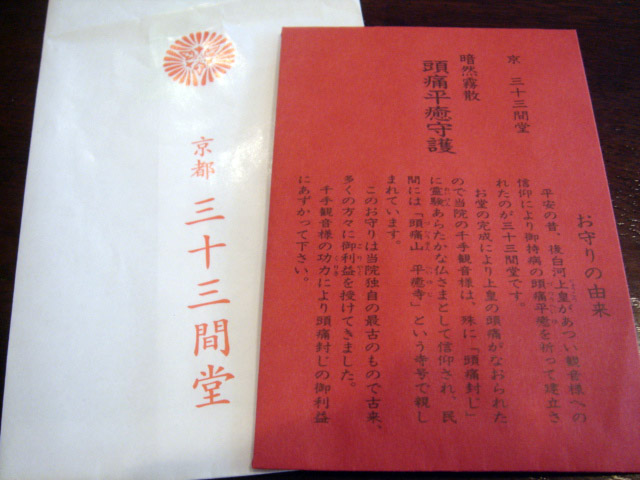 京都 三十三間堂
お守りの由来
平安の昔、後白河上皇があつい観音様への
信仰により御持病の頭痛平癒を祈って建立さ
れたのが三十三間堂です。
お堂の完成により上皇の頭痛がなおられた
ので当院の千手観音様は、殊に「頭痛封じ」
に霊験あらたかな仏さまとして信仰され、民
間には「頭痛山 平癒寺」という寺号で親し
まれています。
このお守りは当院独自の最古のもので古来、
多くの方々に御利益を授けてきました。
千手観音様の功力により頭痛封じの御利益
にあずかって下さい。
京 三十三間堂
暗然霧散
頭痛平癒守護